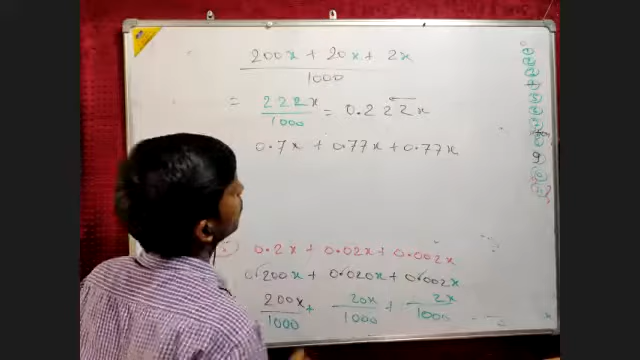 200x + 20x + 2x
1000
= 222x
1000
= 0.222x
0.7x + 0.77x + 0.77x
0.2x + 0.02x + 0.002x
0.200x + 0.020x + 0.002x
200x + 20x + 2x
1000 1000 1000